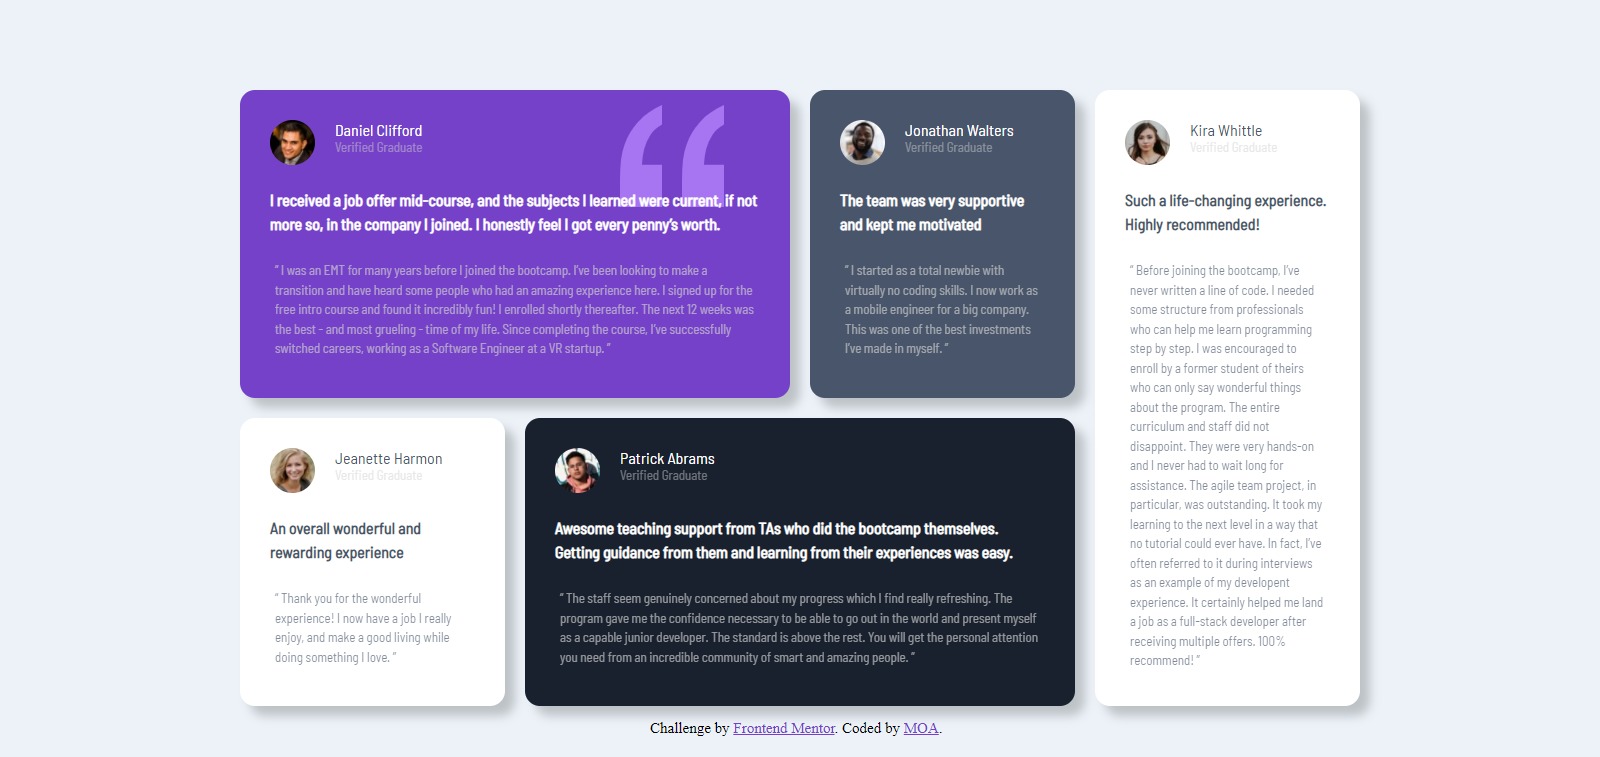 Daniel Clifford
Verified Graduate
I received a job offer mid-course, and the subjects I learned were current, if not
more so, in the company I joined. I honestly feel I got every penny’s worth.
“ I was an EMT for many years before I joined the bootcamp. I’ve been looking to make a
transition and have heard some people who had an amazing experience here. I signed up for the
free intro course and found it incredibly fun! I enrolled shortly thereafter. The next 12 weeks was
the best - and most grueling - time of my life. Since completing the course, I’ve successfully
switched careers, working as a Software Engineer at a VR startup. ”
Jonathan Walters
Verified Graduate
The team was very supportive
and kept me motivated
“ I started as a total newbie with
virtually no coding skills. I now work as
a mobile engineer for a big company.
This was one of the best investments
I’ve made in myself. ”
Kira Whittle
Verified Graduate
Such a life-changing experience.
Highly recommended!
“ Before joining the bootcamp, I’ve
never written a line of code. I needed
some structure from professionals
who can help me learn programming
step by step. I was encouraged to
enroll by a former student of theirs
who can only say wonderful things
about the program. The entire
curriculum and staff did not
disappoint. They were very hands-on
and I never had to wait long for
assistance. The agile team project, in
particular, was outstanding. It took my
learning to the next level in a way that
no tutorial could ever have. In fact, I’ve
often referred to it during interviews
as an example of my developent
experience. It certainly helped me land
a job as a full-stack developer after
receiving multiple offers. 100%
recommend! ”
Jeanette Harmon
Verified Graduate
An overall wonderful and
rewarding experience
“ Thank you for the wonderful
experience! I now have a job I really
enjoy, and make a good living while
doing something I love. ”
Patrick Abrams
Verified Graduate
Awesome teaching support from TAs who did the bootcamp themselves.
Getting guidance from them and learning from their experiences was easy.
“ The staff seem genuinely concerned about my progress which I find really refreshing. The
program gave me the confidence necessary to be able to go out in the world and present myself
as a capable junior developer. The standard is above the rest. You will get the personal attention
you need from an incredible community of smart and amazing people. ”
Challenge by Frontend Mentor. Coded by MOA.